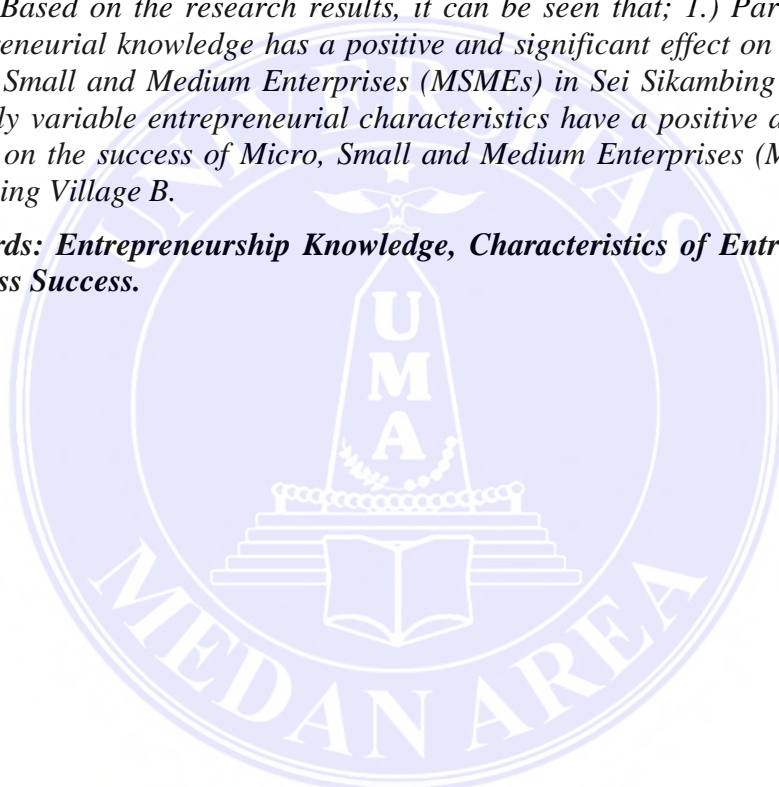 Based on the research results, it can be seen that; 1.) Par
reneurial knowledge has a positive and significant effect on
Small and Medium Enterprises (MSMEs) in Sei Sikambing
ly variable entrepreneurial characteristics have a positive a
on the success of Micro, Small and Medium Enterprises (M
ing Village B.
rds: Entrepreneurship Knowledge, Characteristics of Entr
ss Success.
UNIVERSITAS
U
M
A
MEDAN AREA